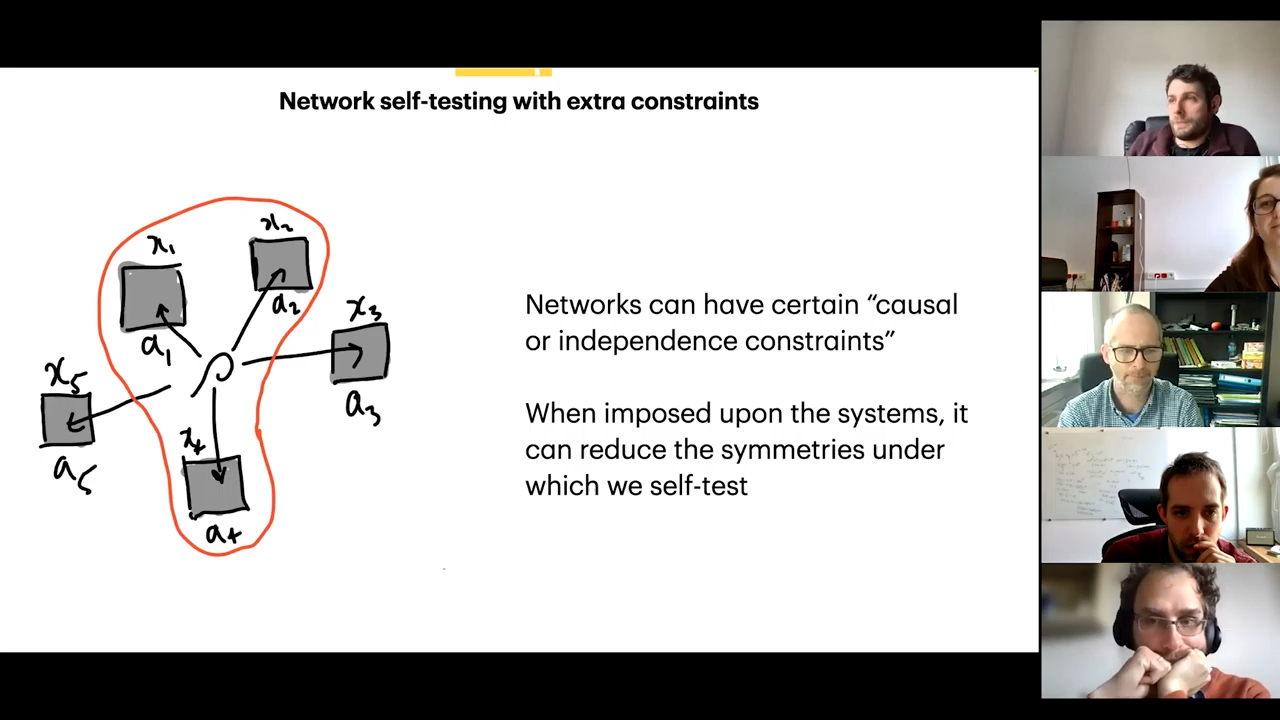 Network self-testing with extra constraints
x₂
x₁
a₂
x₃
a₁
x₅
a₃
Networks can have certain “causal
or independence constraints”
When imposed upon the systems, it
can reduce the symmetries under
which we self-test
x₄
a₅
a₄